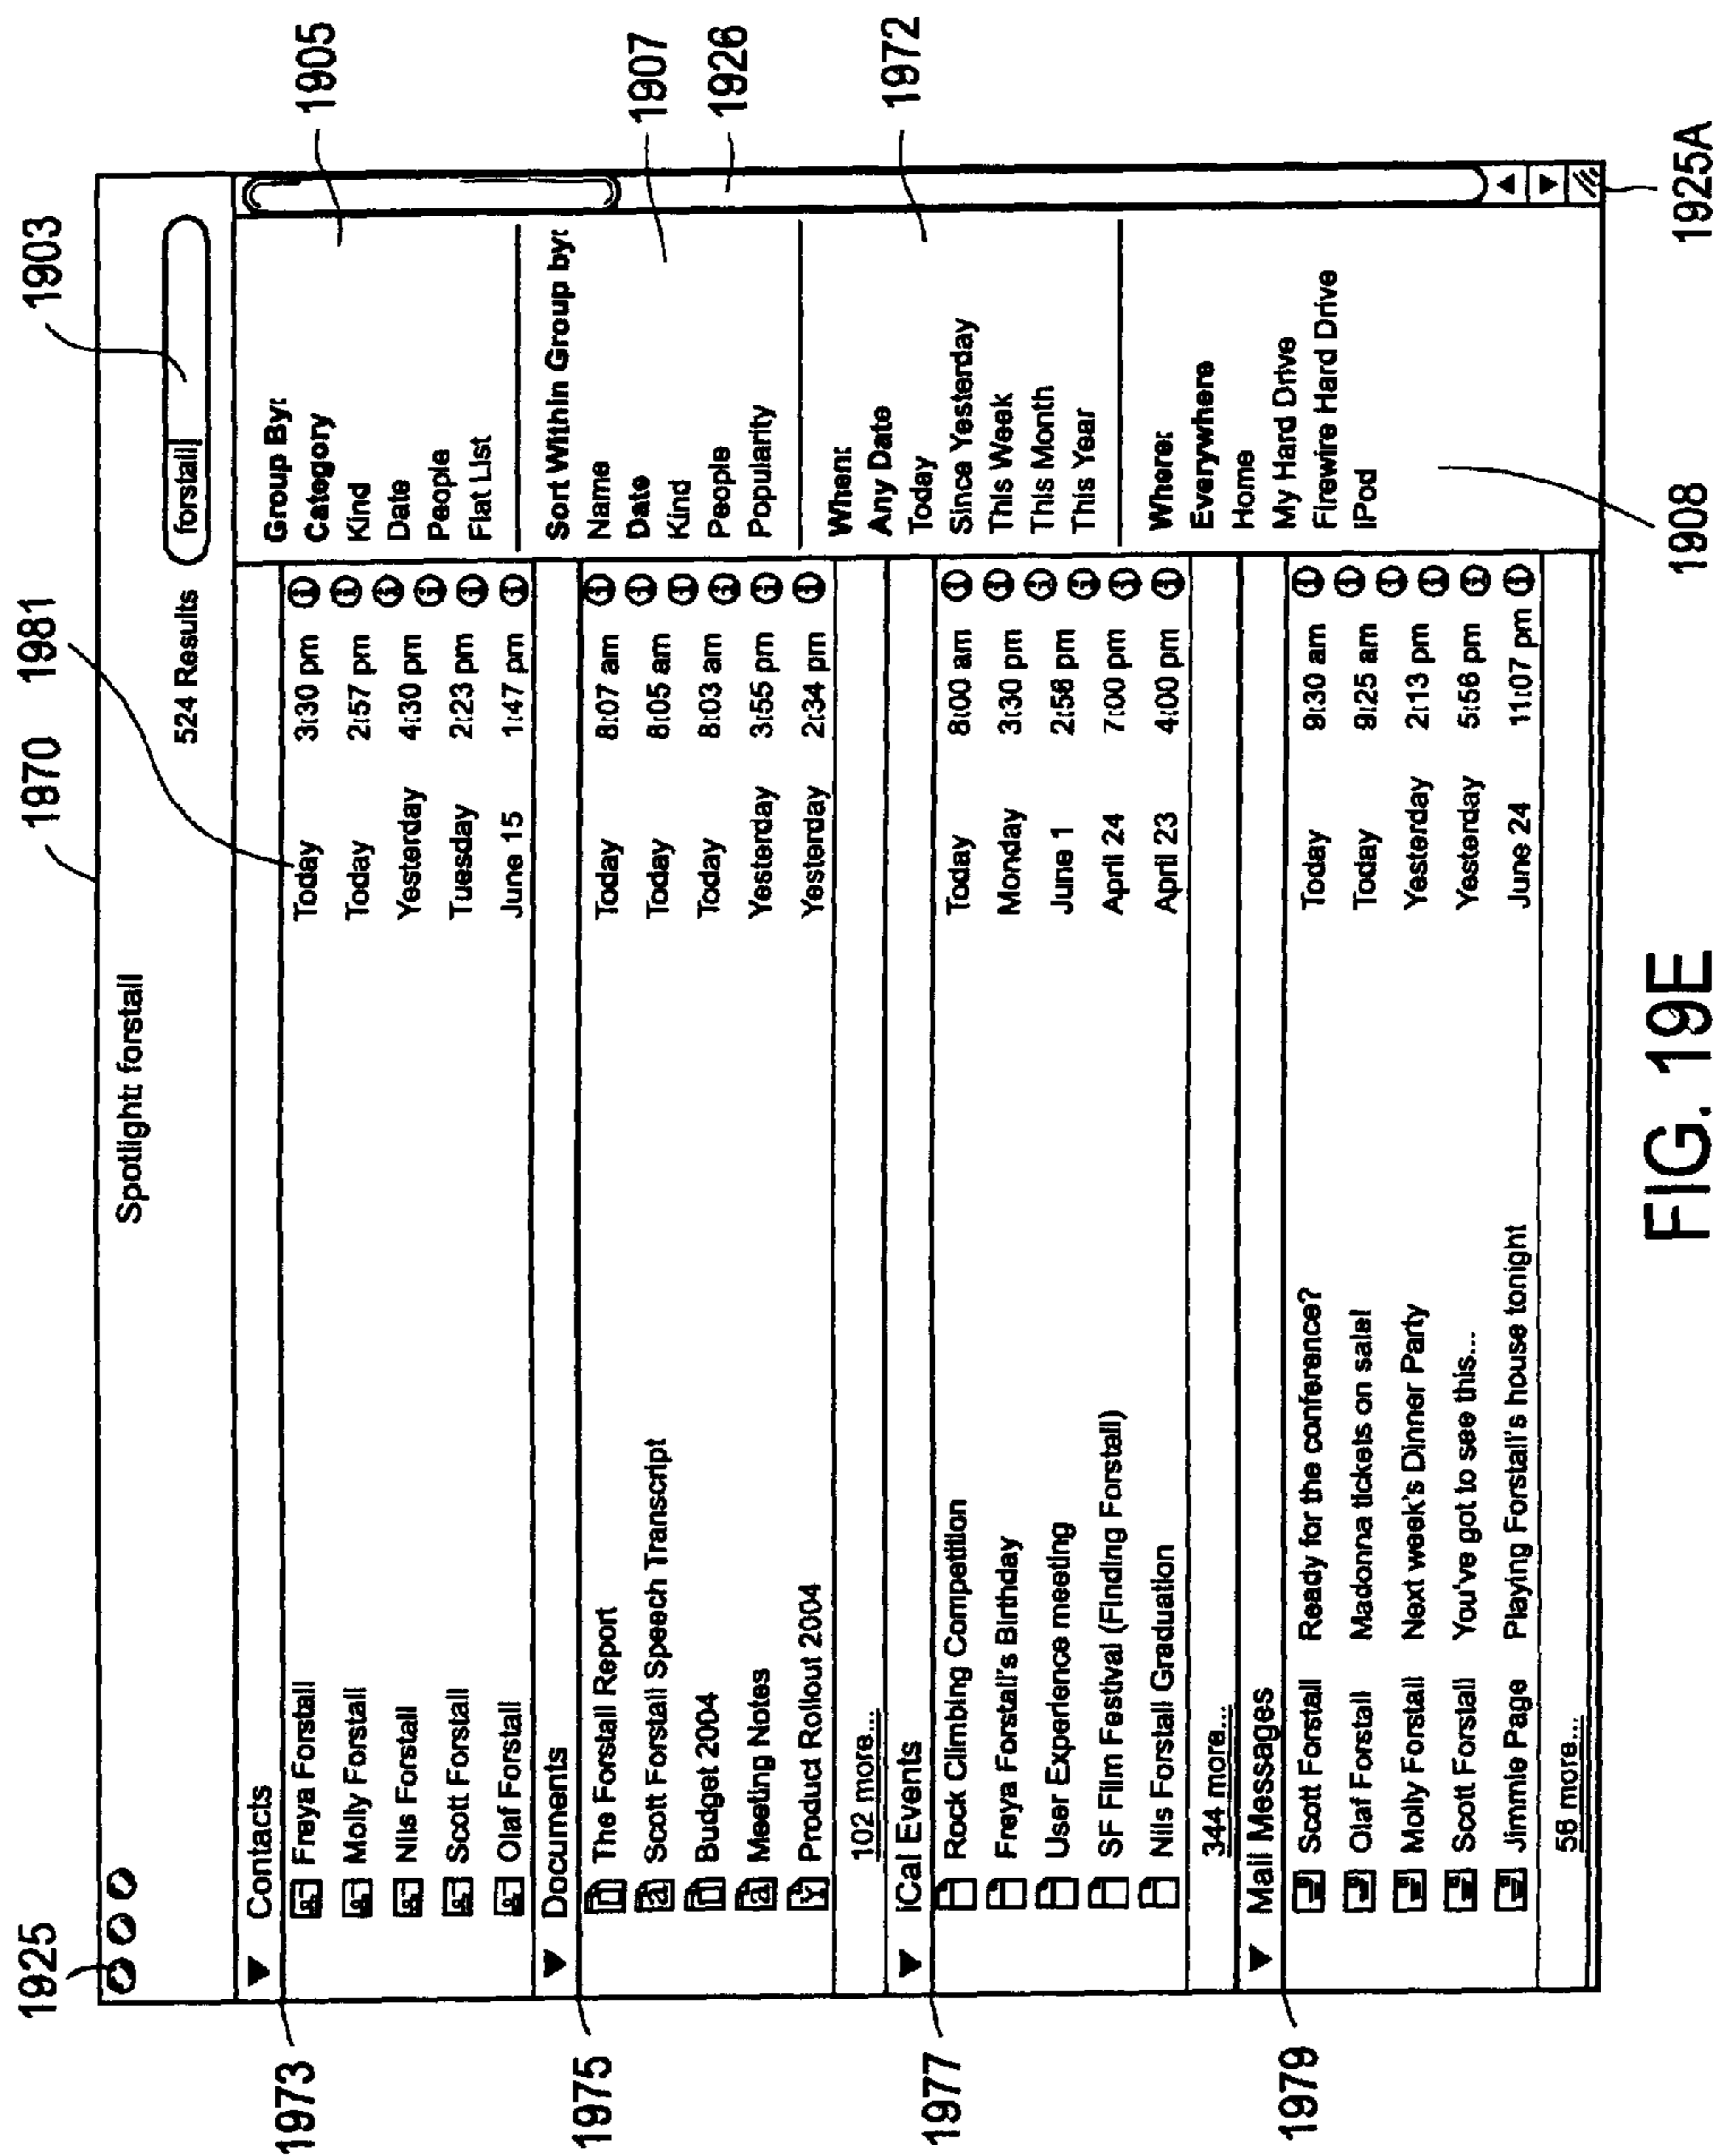 1970 1981 1903
1925
Spotlight: forstall
524 Results forstall
Contacts
Freya Forstall Today 3:30 pm
Molly Forstall Today 2:57 pm
Nils Forstall Yesterday 4:30 pm
Scott Forstall Tuesday 2:23 pm
Olaf Forstall June 15 1:47 pm
Documents
The Forstall Report Today 8:07 am
Scott Forstall Speech Transcript Today 8:05 am
Budget 2004 Today 8:03 am
Meeting Notes Yesterday 3:55 pm
Product Rollout 2004 Yesterday 2:34 pm
102 more...
iCal Events
Rock Climbing Competition Today 8:00 am
Freya Forstall's Birthday Monday 3:30 pm
User Experience meeting June 1 2:56 pm
SF Film Festival (Finding Forstall) April 24 7:00 pm
Nils Forstall Graduation April 23 4:00 pm
344 more...
Mail Messages
Scott Forstall Ready for the conference? Today 9:30 am
Olaf Forstall Madonna tickets on sale! Today 9:25 am
Molly Forstall Next week's Dinner Party Yesterday 2:13 pm
Scott Forstall You've got to see this... Yesterday 5:56 pm
Jimmie Page Playing Forstall's house tonight June 24 11:07 pm
56 more...
Group By:
Category
Kind
Date
People
Flat List
Sort Within Group by:
Name
Date
Kind
People
Popularity
When:
Any Date
Today
Since Yesterday
This Week
This Month
This Year
Where:
Everywhere
Home
My Hard Drive
Firewire Hard Drive
iPod
1973
1975
1977
1979
1905
1907
1926
1972
1908
1925A
FIG. 19E